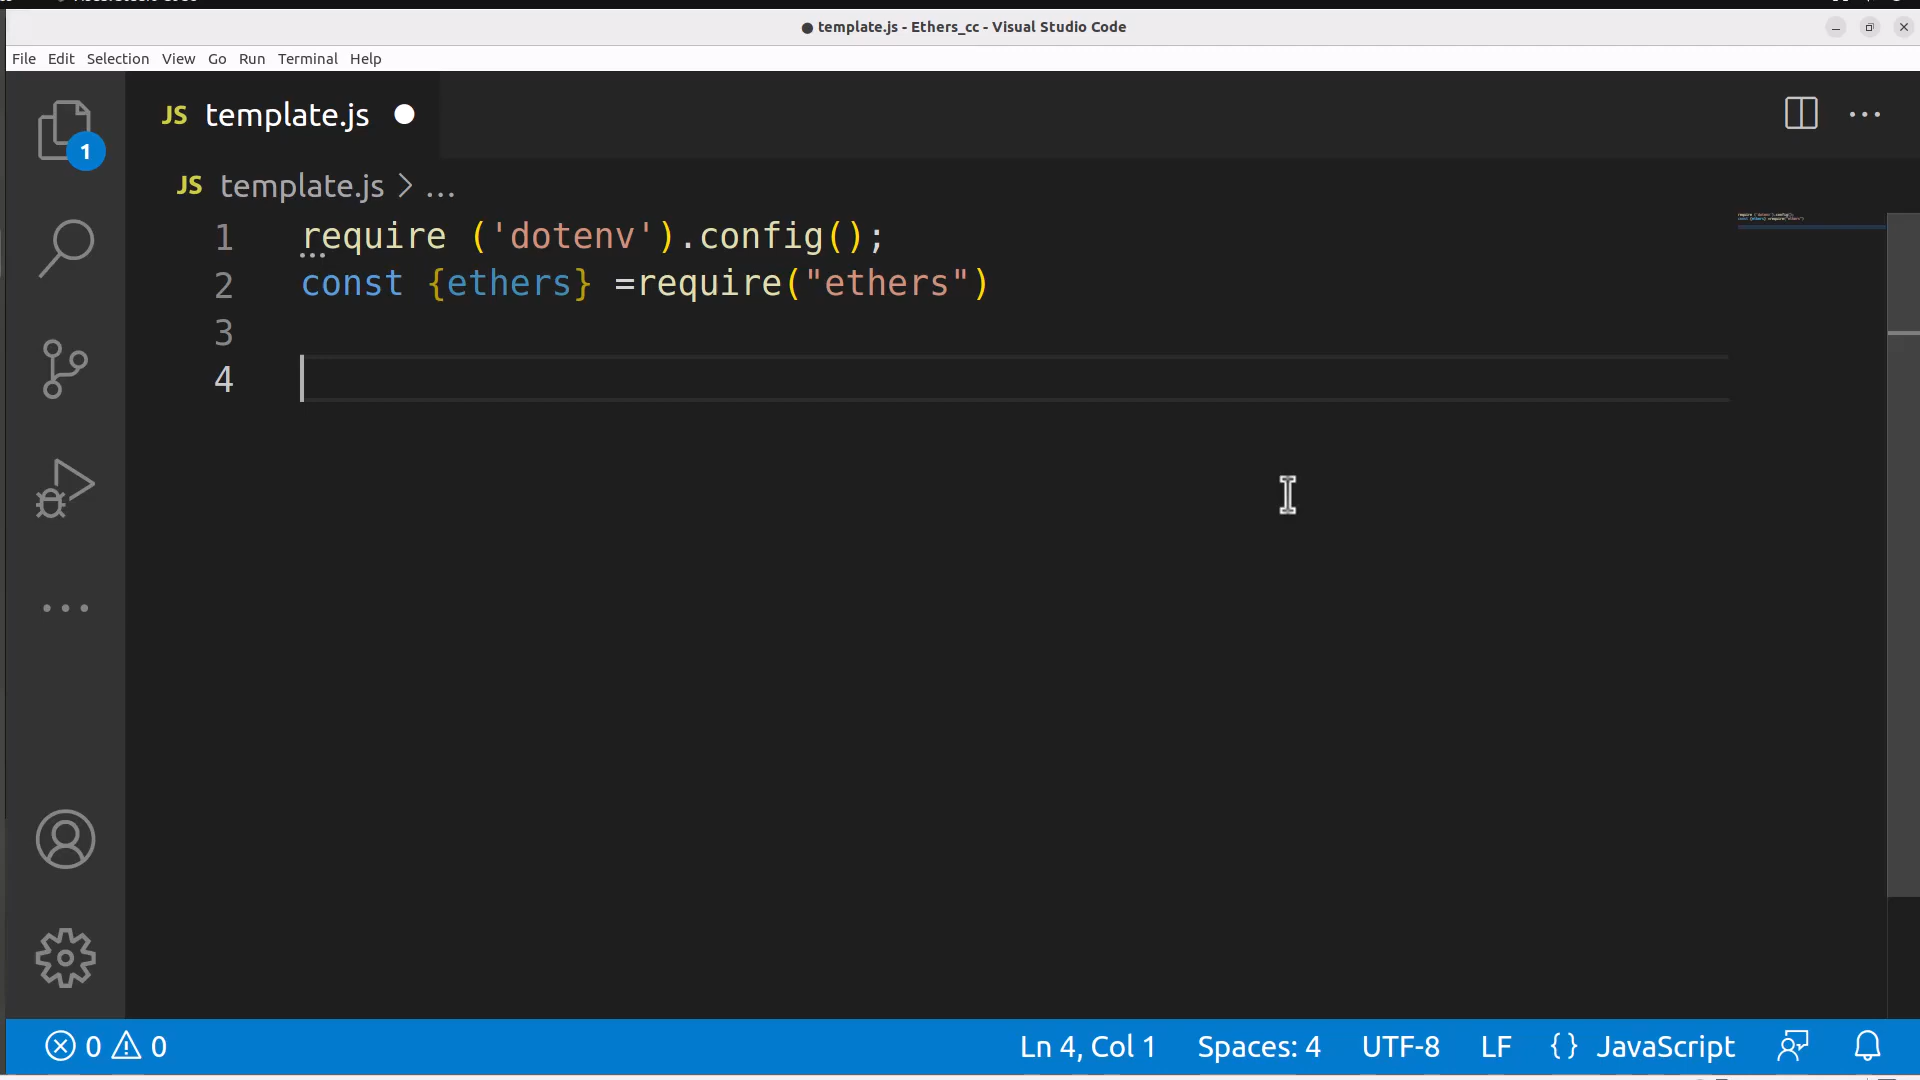 ● template.js - Ethers_cc - Visual Studio Code
File Edit Selection View Go Run Terminal Help
JS template.js ●
1
JS template.js > ...
1 require ('dotenv').config();
2 const {ethers} =require("ethers")
3
4
0 0 Ln 4, Col 1 Spaces: 4 UTF-8 LF {} JavaScript